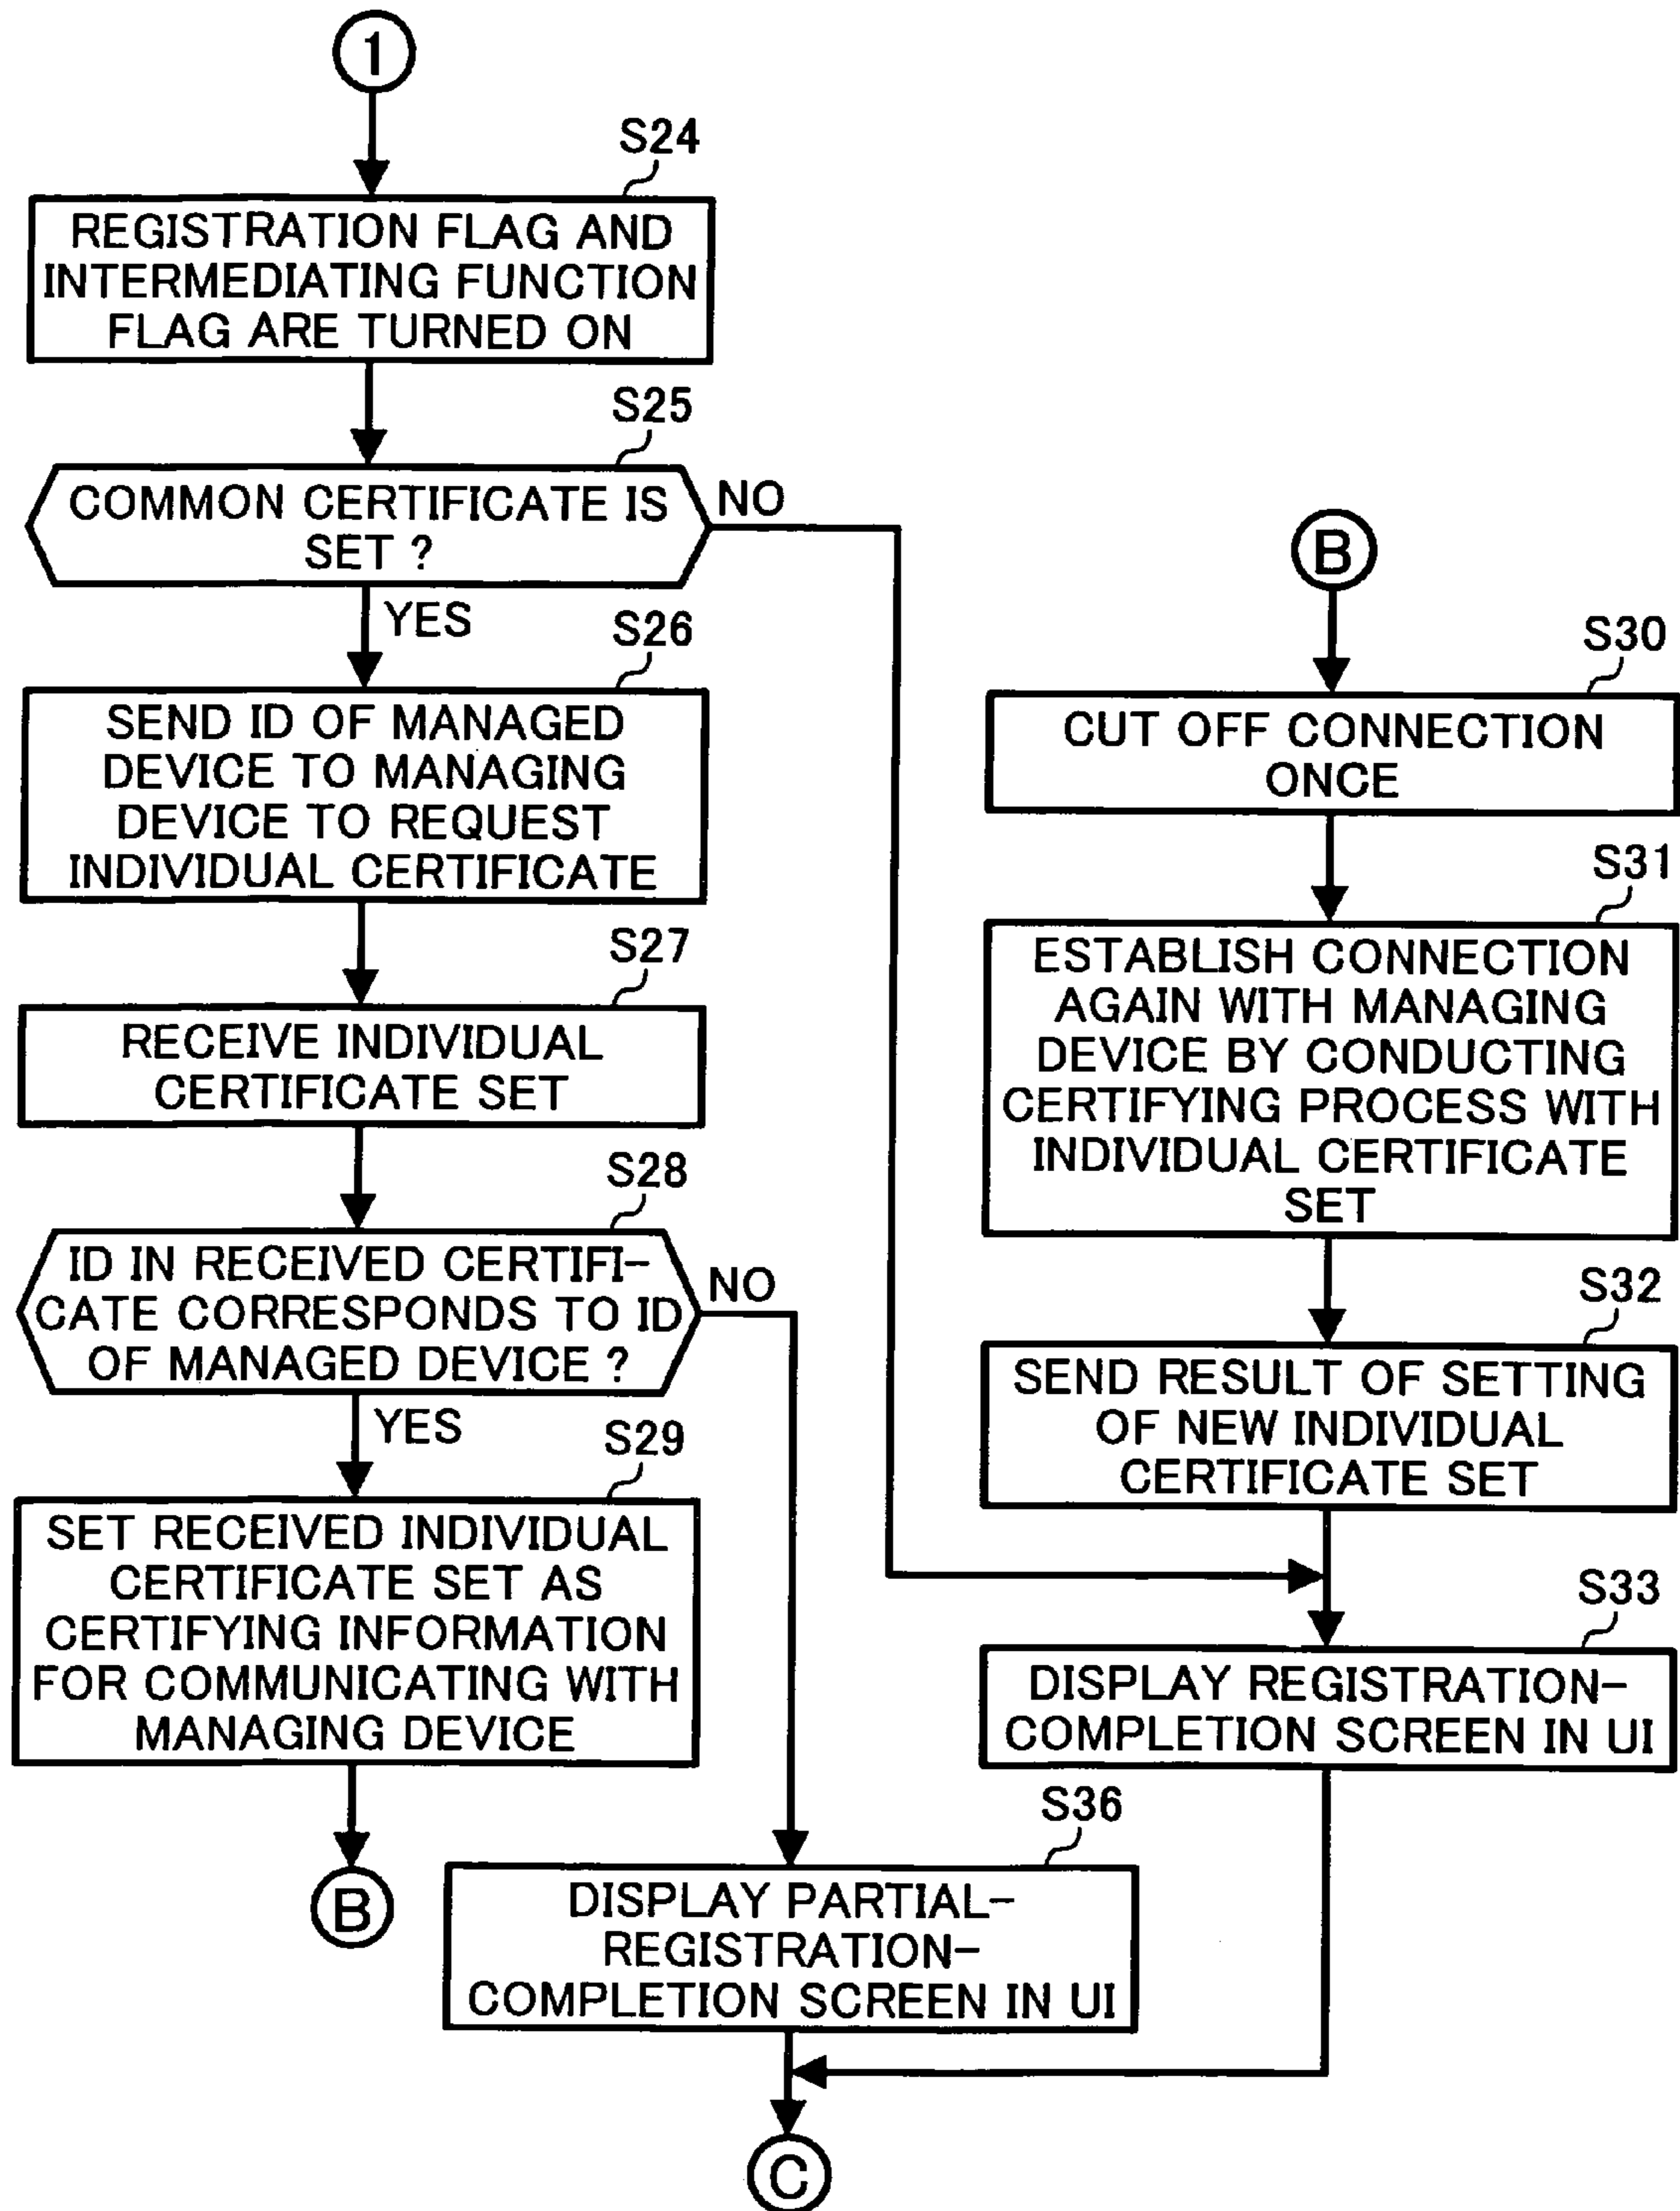 1
S24
REGISTRATION FLAG AND
INTERMEDIATING FUNCTION
FLAG ARE TURNED ON
S25
COMMON CERTIFICATE IS
SET ?
NO
YES
S26
SEND ID OF MANAGED
DEVICE TO MANAGING
DEVICE TO REQUEST
INDIVIDUAL CERTIFICATE
S27
RECEIVE INDIVIDUAL
CERTIFICATE SET
S28
ID IN RECEIVED CERTIFI-
CATE CORRESPONDS TO ID
OF MANAGED DEVICE ?
NO
YES
S29
SET RECEIVED INDIVIDUAL
CERTIFICATE SET AS
CERTIFYING INFORMATION
FOR COMMUNICATING WITH
MANAGING DEVICE
B
B
S30
CUT OFF CONNECTION
ONCE
S31
ESTABLISH CONNECTION
AGAIN WITH MANAGING
DEVICE BY CONDUCTING
CERTIFYING PROCESS WITH
INDIVIDUAL CERTIFICATE
SET
S32
SEND RESULT OF SETTING
OF NEW INDIVIDUAL
CERTIFICATE SET
S33
DISPLAY REGISTRATION-
COMPLETION SCREEN IN UI
S36
DISPLAY PARTIAL-
REGISTRATION-
COMPLETION SCREEN IN UI
C